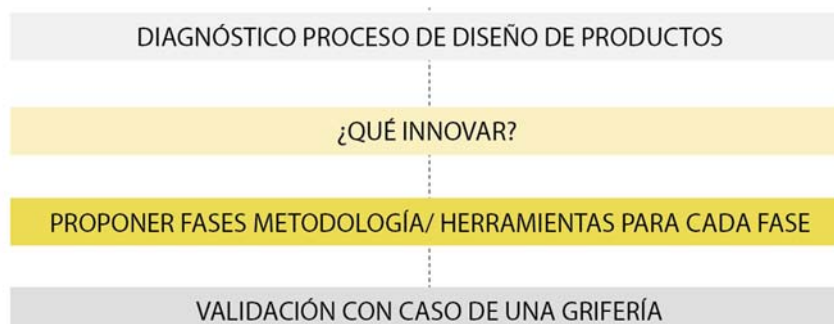 DIAGNÓSTICO PROCESO DE DISEÑO DE PRODUCTOS
¿QUÉ INNOVAR?
PROPONER FASES METODOLOGÍA/ HERRAMIENTAS PARA CADA FASE
VALIDACIÓN CON CASO DE UNA GRIFERÍA